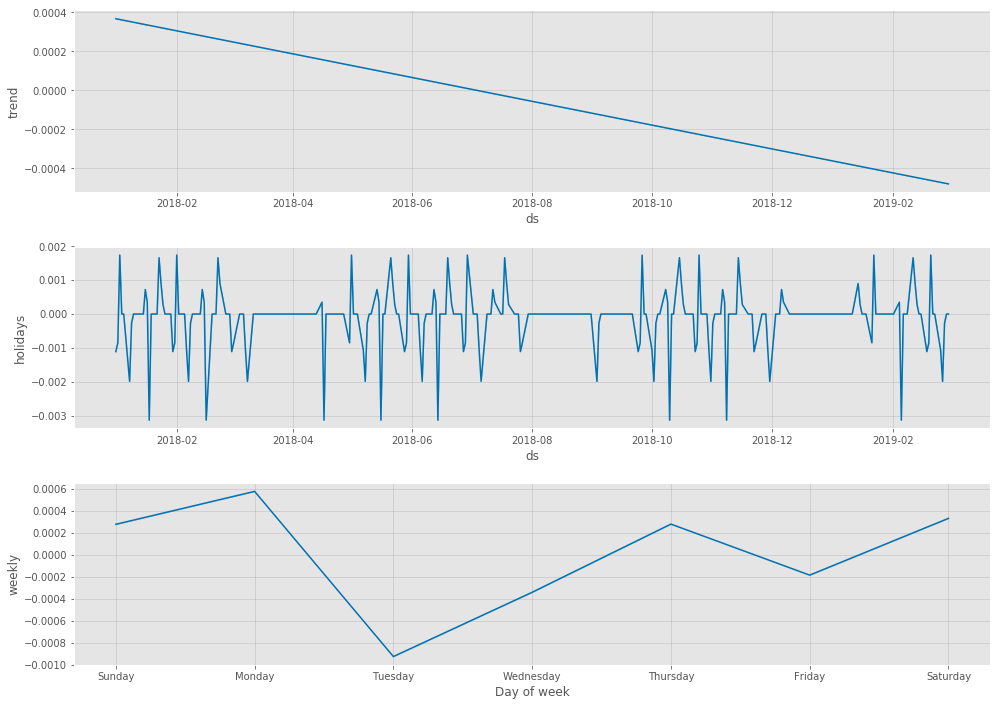 0.0004
0.0002
0.0000
−0.0002
−0.0004
trend
2018-02 2018-04 2018-06 2018-08 2018-10 2018-12 2019-02
ds
0.002
0.001
0.000
−0.001
−0.002
−0.003
holidays
2018-02 2018-04 2018-06 2018-08 2018-10 2018-12 2019-02
ds
0.0006
0.0004
0.0002
0.0000
−0.0002
−0.0004
−0.0006
−0.0008
−0.0010
weekly
Sunday Monday Tuesday Wednesday Thursday Friday Saturday
Day of week